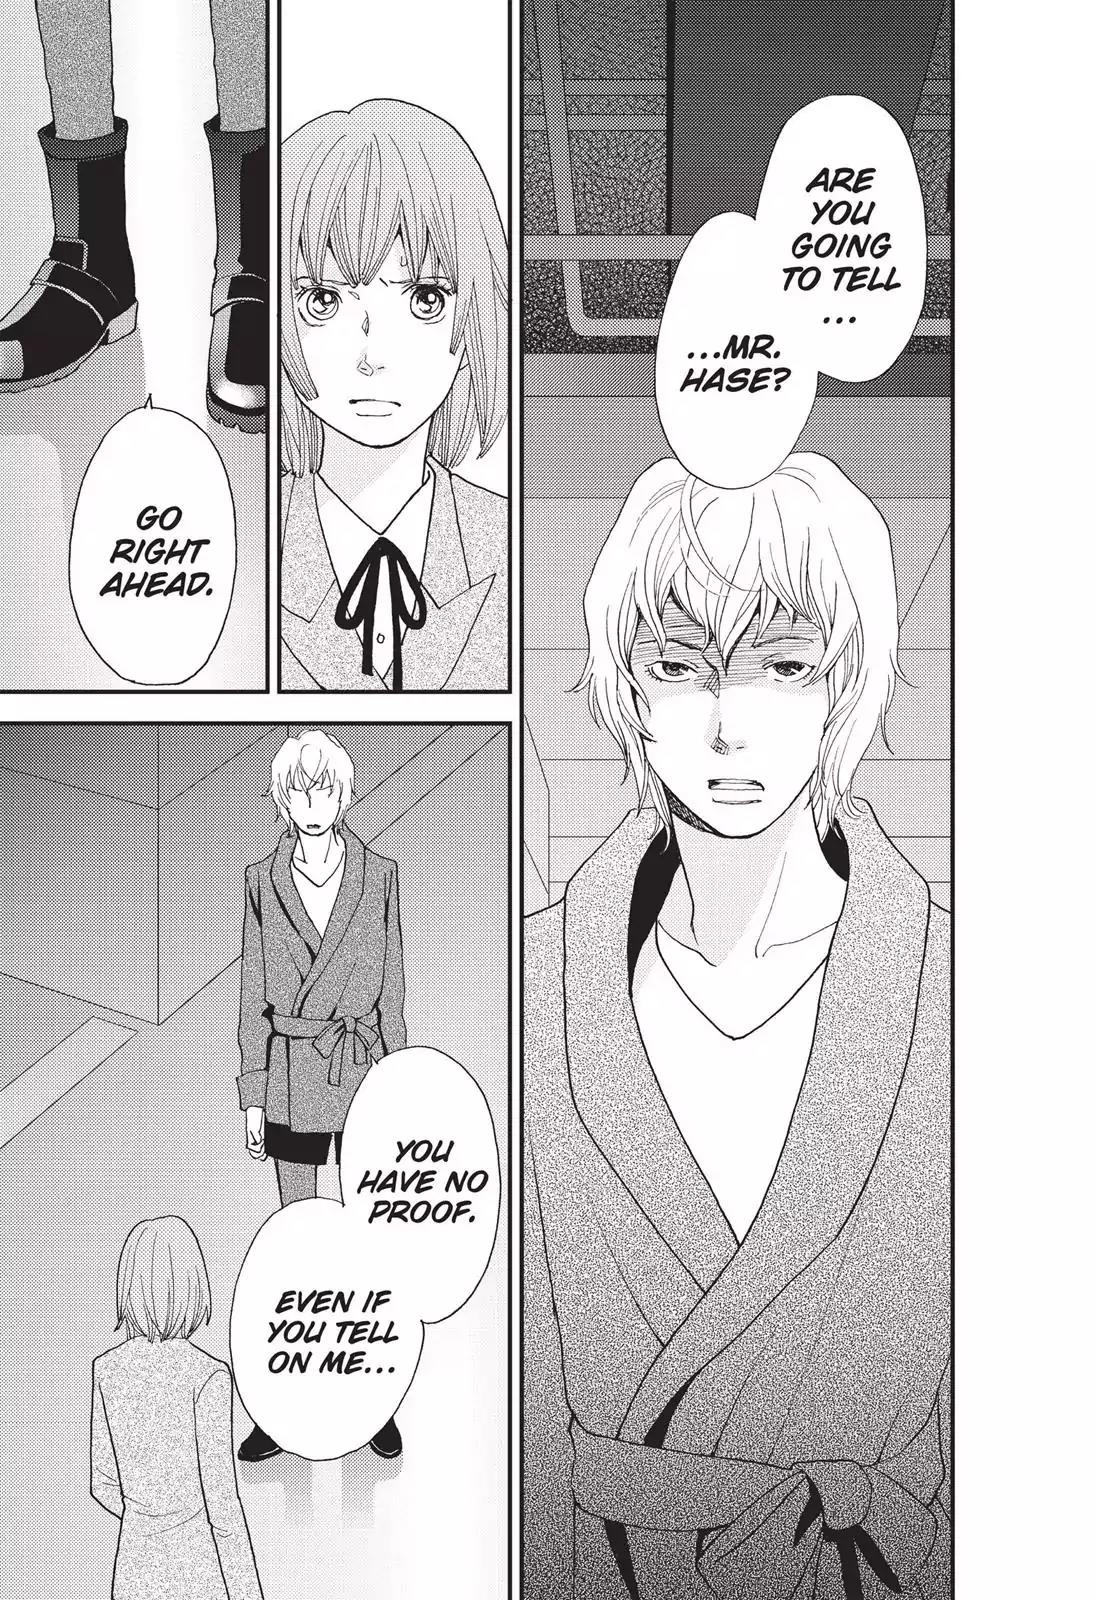 ARE
YOU
GOING
TO TELL
...
...MR.
HASE?
GO
RIGHT
AHEAD.
YOU
HAVE NO
PROOF.
EVEN IF
YOU TELL
ON ME...